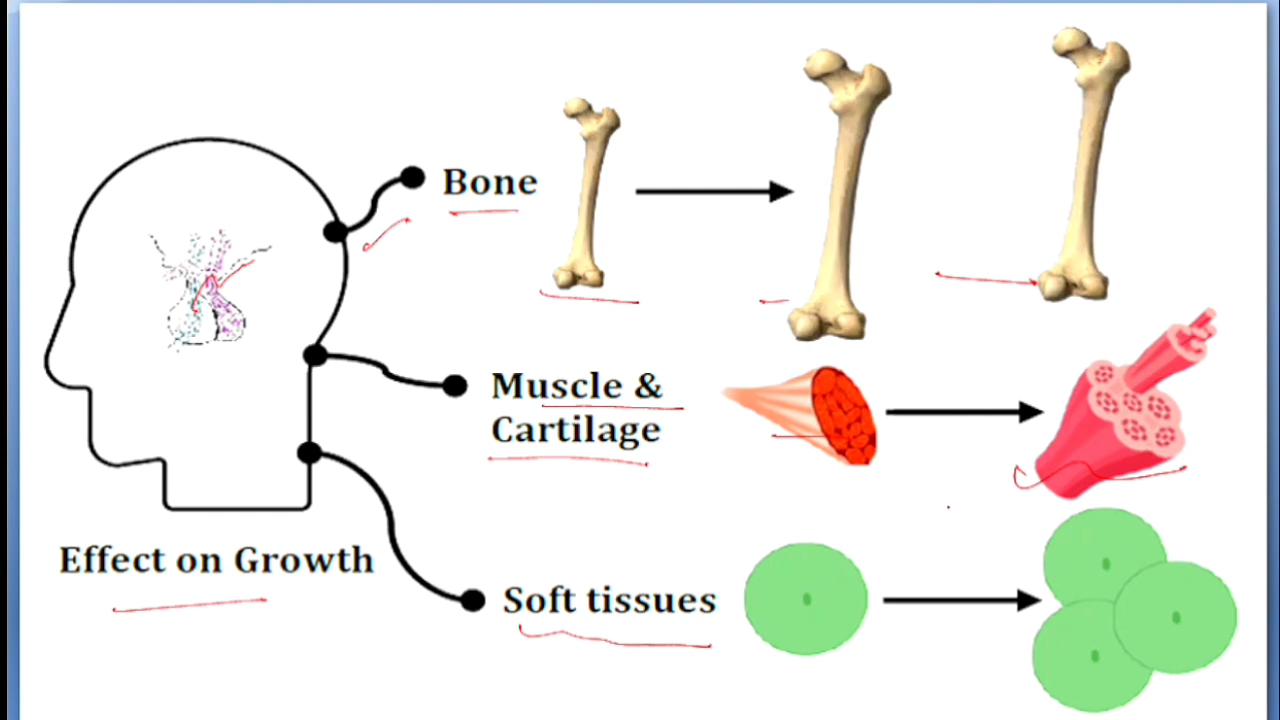 Bone
Muscle &
Cartilage
Effect on Growth
Soft tissues